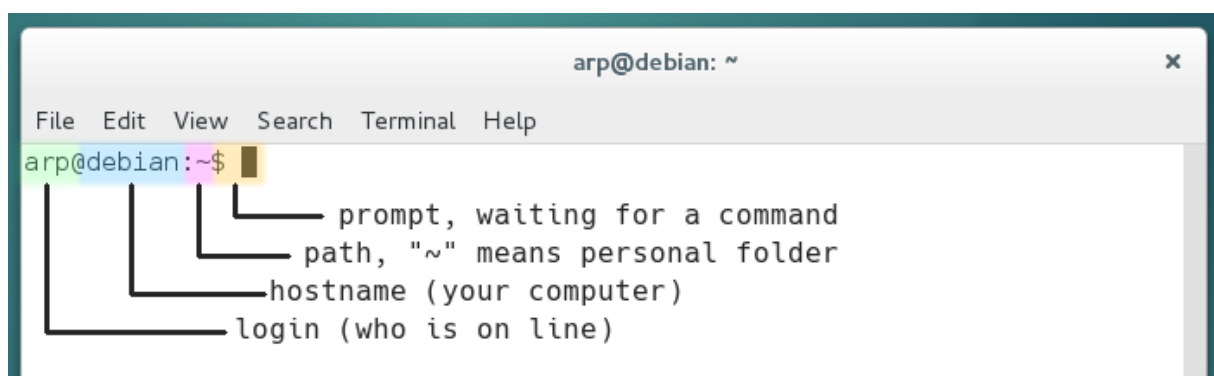 arp@debian: ~ ×
File Edit View Search Terminal Help
arp@debian:~$
prompt, waiting for a command
path, "~" means personal folder
hostname (your computer)
login (who is on line)